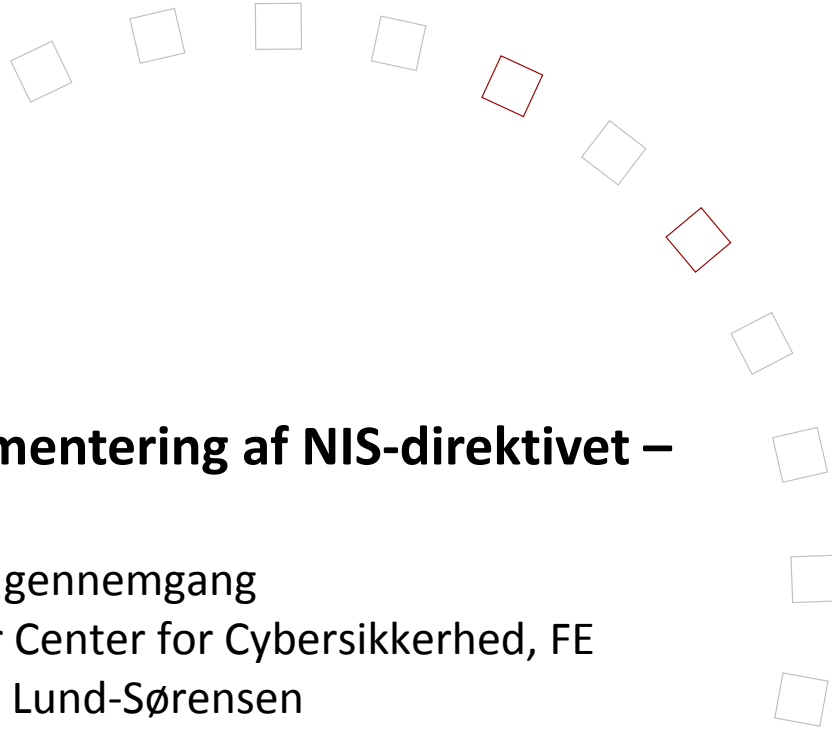 mentering af NIS-direktivet –
gennemgang
Center for Cybersikkerhed, FE
Lund-Sørensen